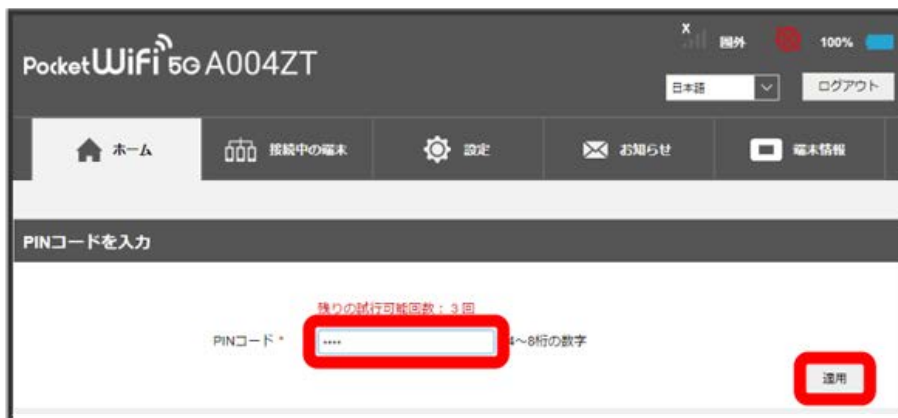 X
圏外 100%
Pocket WiFi 5G A004ZT
日本語 ログアウト
ホーム 接続中の端末 設定 お知らせ 端末情報
PINコードを入力
残りの試行可能回数： 3 回
PINコード * •••• 4～8桁の数字
適用